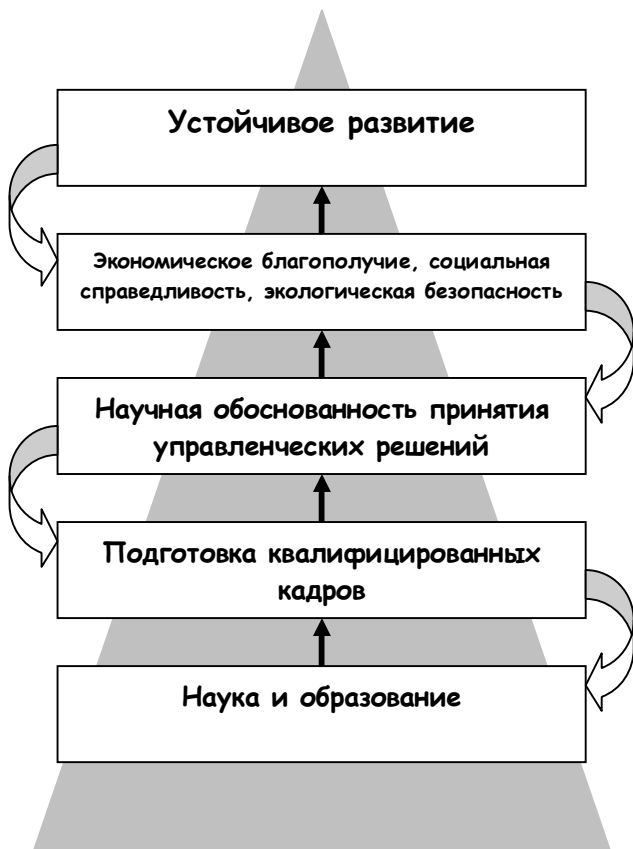 Устойчивое развитие
Экономическое благополучие, социальная
справедливость, экологическая безопасность
Научная обоснованность принятия
управленческих решений
Подготовка квалифицированных
кадров
Наука и образование